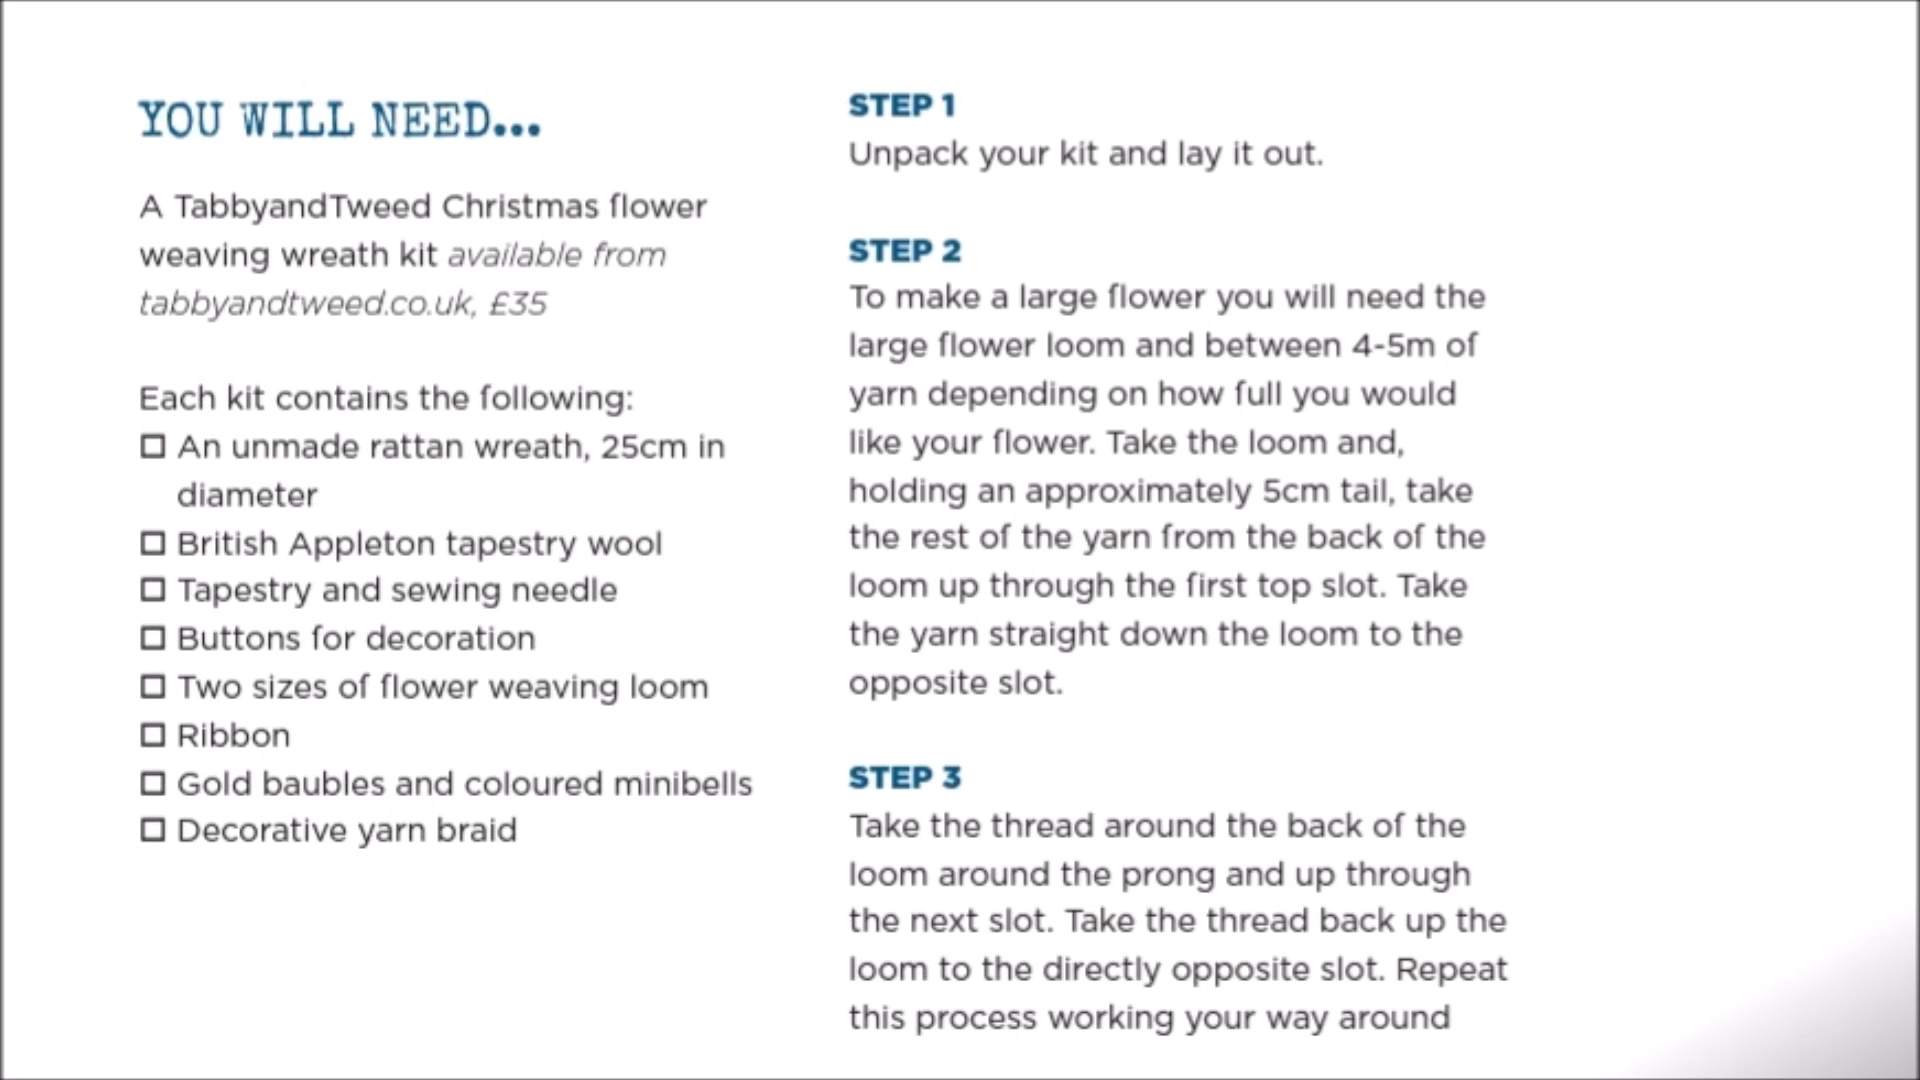 YOU WILL NEED...
A TabbyandTweed Christmas flower
weaving wreath kit available from
tabbyandtweed.co.uk, £35
Each kit contains the following:
☐ An unmade rattan wreath, 25cm in
diameter
☐ British Appleton tapestry wool
☐ Tapestry and sewing needle
☐ Buttons for decoration
☐ Two sizes of flower weaving loom
☐ Ribbon
☐ Gold baubles and coloured minibells
☐ Decorative yarn braid
STEP 1
Unpack your kit and lay it out.
STEP 2
To make a large flower you will need the
large flower loom and between 4-5m of
yarn depending on how full you would
like your flower. Take the loom and,
holding an approximately 5cm tail, take
the rest of the yarn from the back of the
loom up through the first top slot. Take
the yarn straight down the loom to the
opposite slot.
STEP 3
Take the thread around the back of the
loom around the prong and up through
the next slot. Take the thread back up the
loom to the directly opposite slot. Repeat
this process working your way around